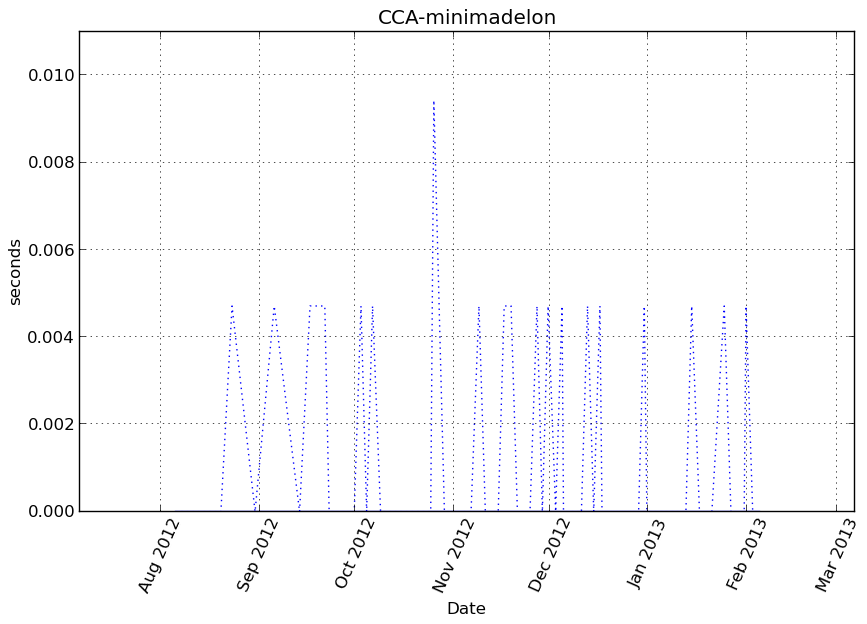 CCA-minimadelon
0.010
0.008
0.006
0.004
0.002
0.000
seconds
Aug 2012
Sep 2012
Oct 2012
Nov 2012
Dec 2012
Jan 2013
Feb 2013
Mar 2013
Date